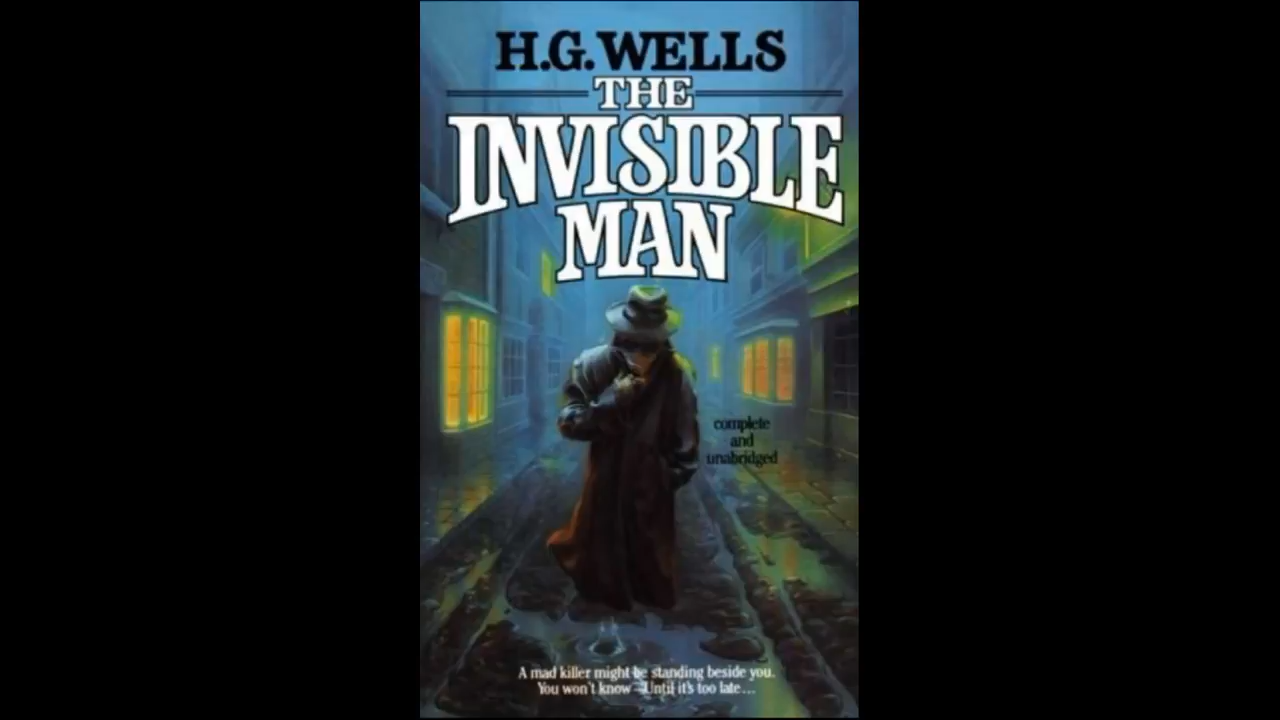 H.G. WELLS
THE
INVISIBLE
MAN
complete
and
unabridged
A mad killer might be standing beside you.
You won't know—Until it's too late...